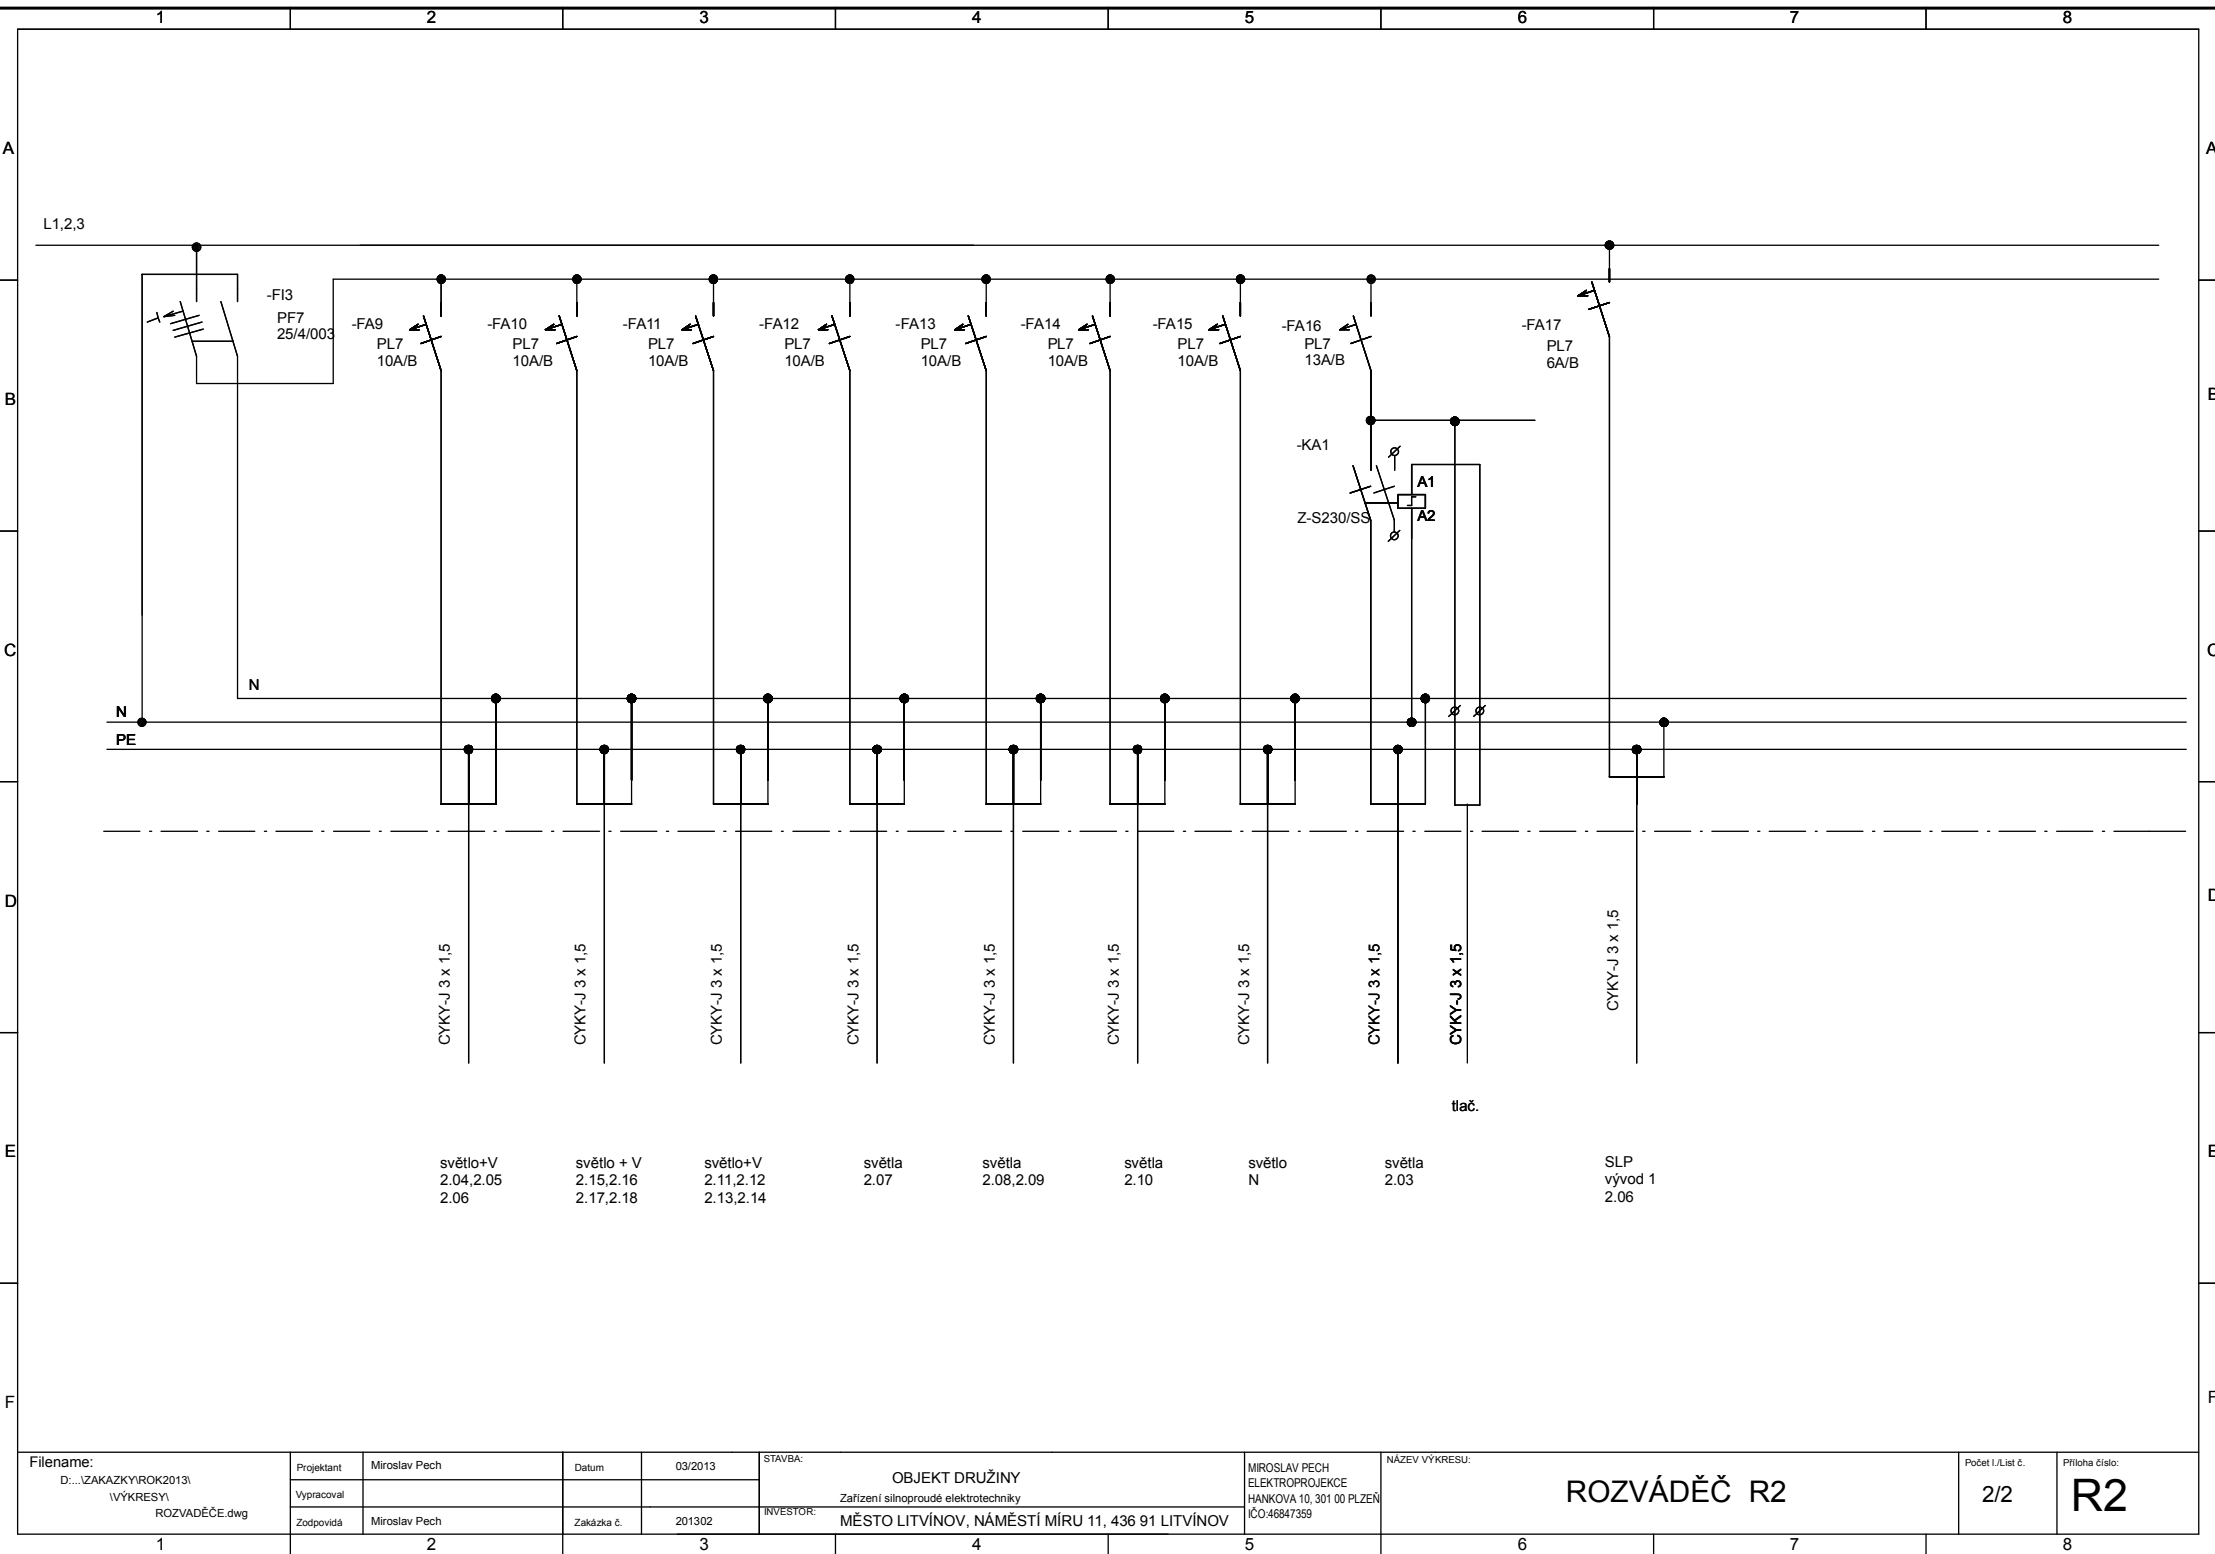 1 2 3 4 5 6 7 8
A A
L1,2,3
-FI3
PF7
25/4/003
-FA9
PL7
10A/B
-FA10
PL7
10A/B
-FA11
PL7
10A/B
-FA12
PL7
10A/B
-FA13
PL7
10A/B
-FA14
PL7
10A/B
-FA15
PL7
10A/B
-FA16
PL7
13A/B
-FA17
PL7
6A/B
B B
-KA1
A1
A2
Z-S230/SS
C C
N
N
PE
D D
CYKY-J 3 x 1,5
CYKY-J 3 x 1,5
CYKY-J 3 x 1,5
CYKY-J 3 x 1,5
CYKY-J 3 x 1,5
CYKY-J 3 x 1,5
CYKY-J 3 x 1,5
CYKY-J 3 x 1,5
CYKY-J 3 x 1,5
CYKY-J 3 x 1,5
tlač.
E E
světlo+V
2.04,2.05
2.06
světlo + V
2.15,2.16
2.17,2.18
světlo+V
2.11,2.12
2.13,2.14
světla
2.07
světla
2.08,2.09
světla
2.10
světlo
N
světla
2.03
SLP
vývod 1
2.06
F F
Filename:
D:...\ZAKAZKY\ROK2013\
\VÝKRESY\
ROZVADĚČE.dwg
Projektant Miroslav Pech
Vypracoval
Zodpovídá Miroslav Pech
Datum 03/2013
Zakázka č. 201302
STAVBA:
OBJEKT DRUŽINY
Zařízení silnoproudé elektrotechniky
INVESTOR:
MĚSTO LITVÍNOV, NÁMĚSTÍ MÍRU 11, 436 91 LITVÍNOV
MIROSLAV PECH
ELEKTROPROJEKCE
HANKOVA 10, 301 00 PLZEŇ
IČO:46847359
NÁZEV VÝKRESU:
ROZVÁDĚČ R2
Počet l./List č.
2/2
Příloha číslo:
R2
1 2 3 4 5 6 7 8